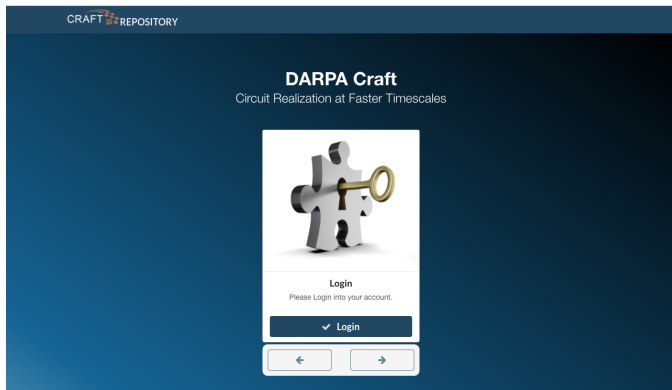 CRAFT REPOSITORY
DARPA Craft
Circuit Realization at Faster Timescales
Login
Please Login into your account.
Login